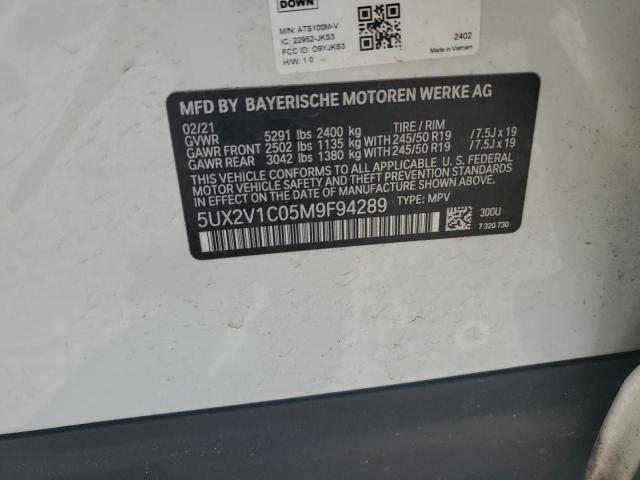 DOWN
M/N: ATS100M-V
IC: 22952-JKS3
FCC ID: O9YJKS3
H/W: 1.0
2402
Made in Vietnam
MFD BY BAYERISCHE MOTOREN WERKE AG
02/21 TIRE / RIM
GVWR 5291 lbs 2400 kg
GAWR FRONT 2502 lbs 1135 kg WITH 245/50 R19 / 7.5J x 19
GAWR REAR 3042 lbs 1380 kg WITH 245/50 R19 / 7.5J x 19
THIS VEHICLE CONFORMS TO ALL APPLICABLE U. S. FEDERAL
MOTOR VEHICLE SAFETY, BUMPER, AND THEFT PREVENTION
STANDARDS IN EFFECT ON THE DATE OF MANUFACTURE SHOWN ABOVE.
5UX2V1C05M9F94289 TYPE: MPV
300U
7 320 730